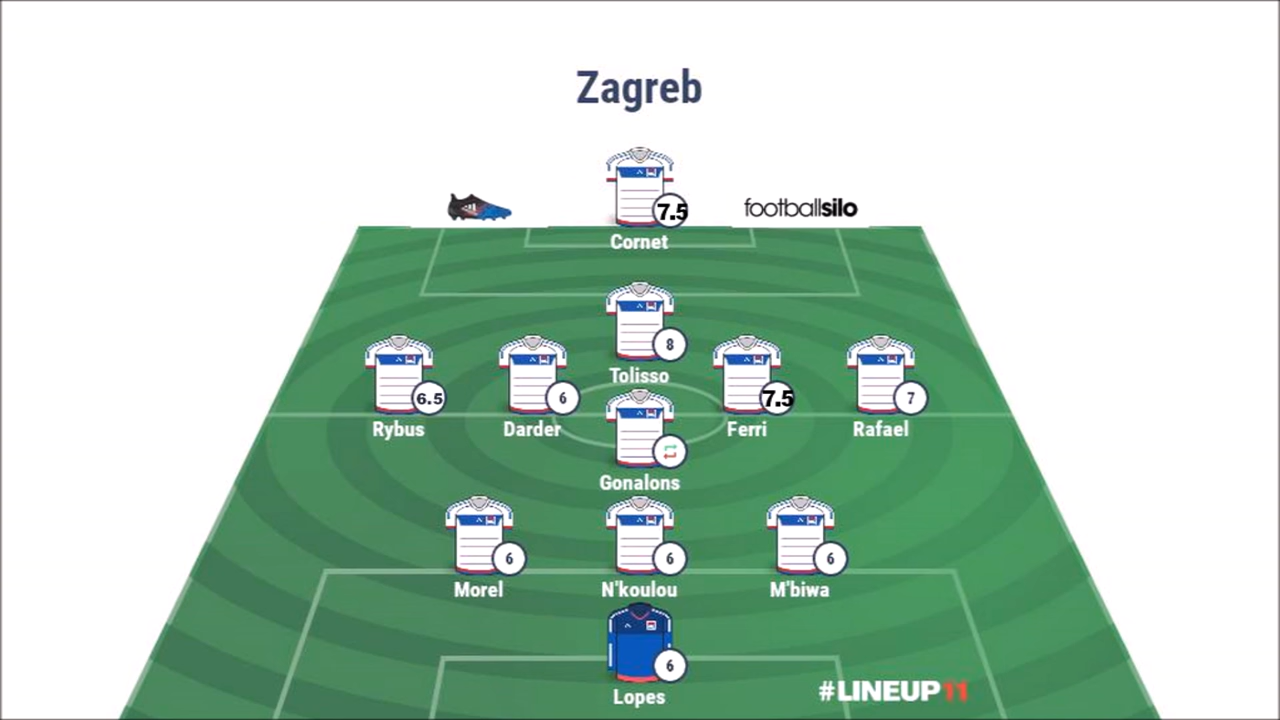 Zagreb
footballsilo
7.5
Cornet
8
Tolisso
6.5
Rybus
6
Darder
7.5
Ferri
7
Rafael
Gonalons
6
Morel
6
N'koulou
6
M'biwa
6
Lopes
#LINEUP11